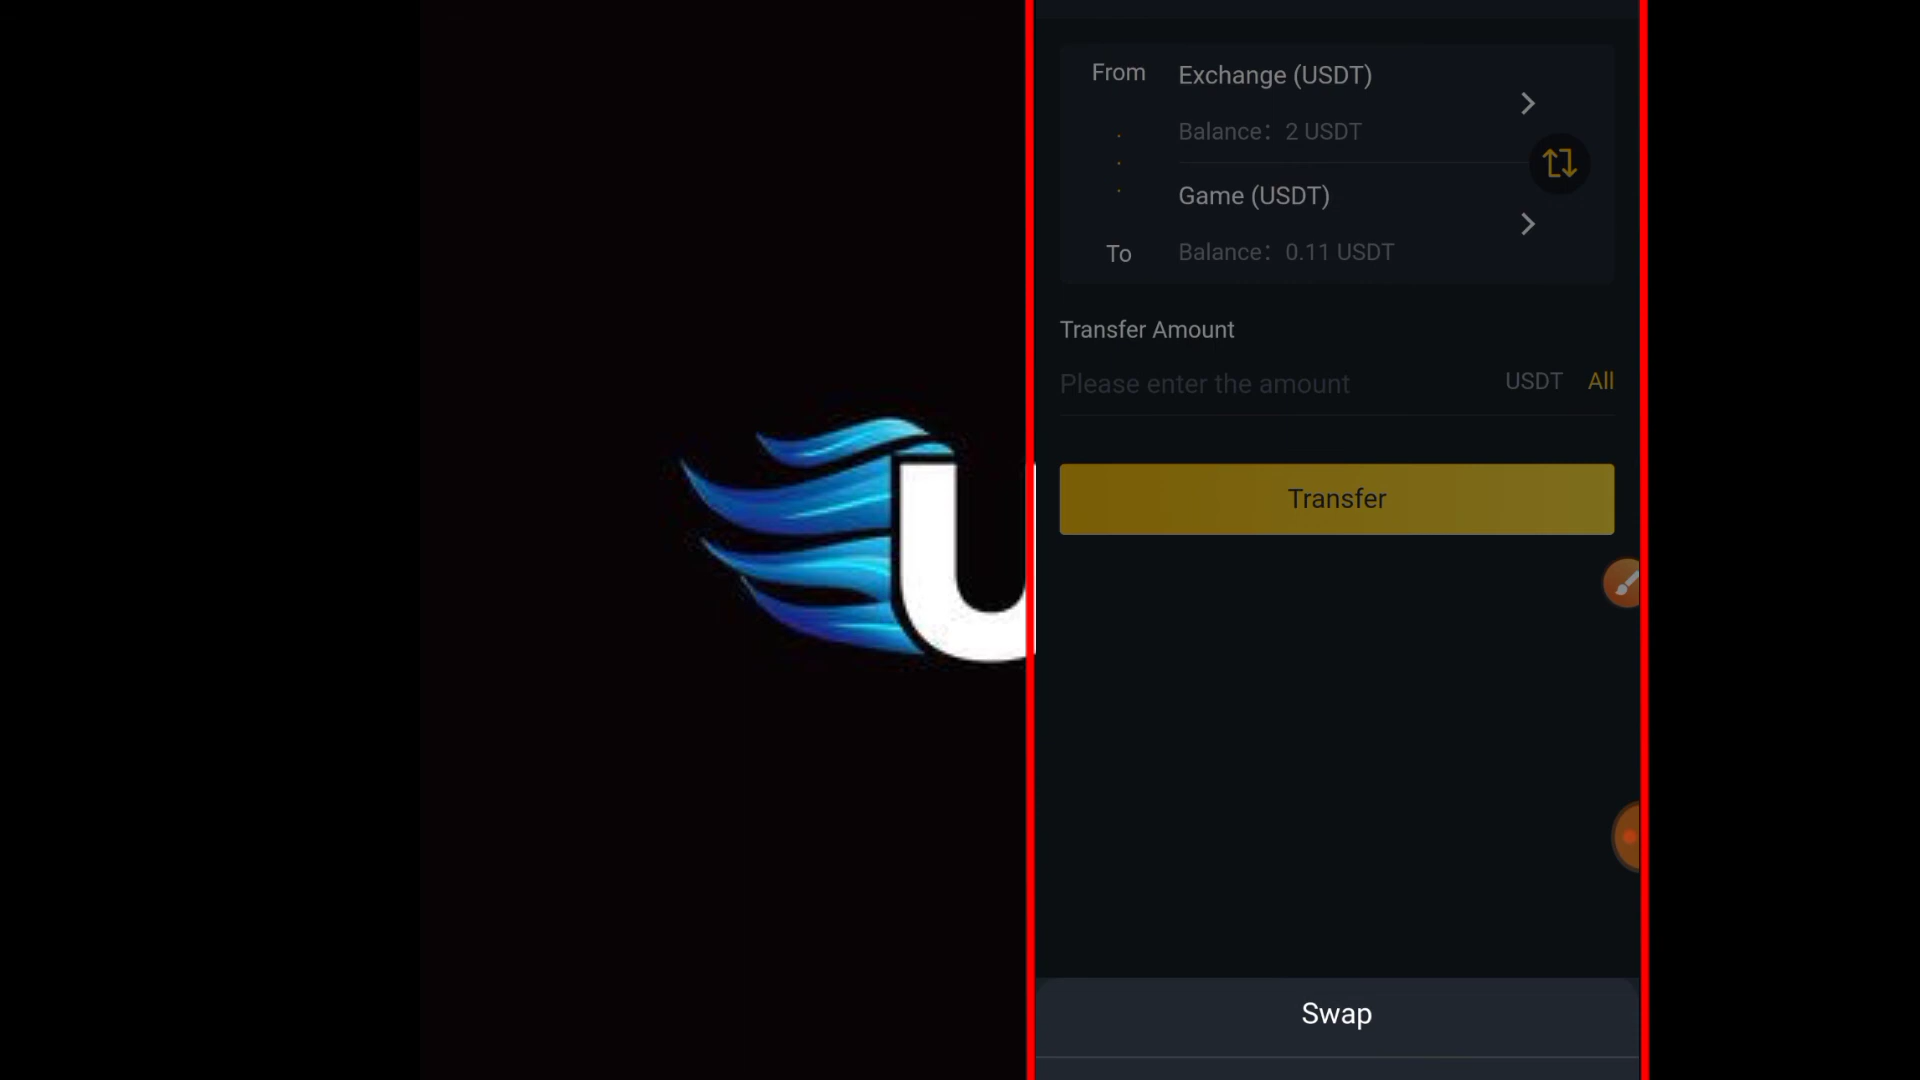 U
From
Exchange (USDT)
Balance: 2 USDT
Game (USDT)
To
Balance: 0.11 USDT
Transfer Amount
Please enter the amount USDT All
Transfer
Swap